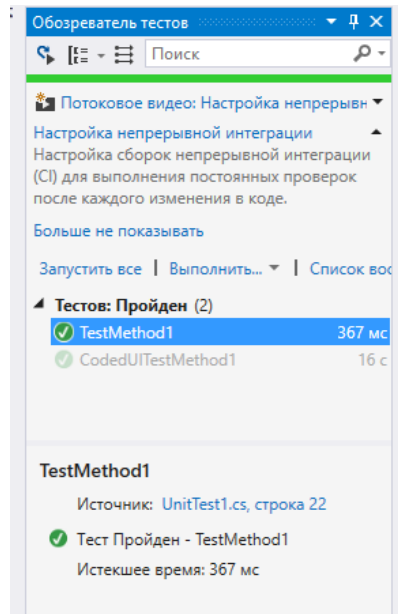 Обозреватель тестов
Поиск
Потоковое видео: Настройка непрерывн
Настройка непрерывной интеграции
Настройка сборок непрерывной интеграции
(CI) для выполнения постоянных проверок
после каждого изменения в коде.
Больше не показывать
Запустить все | Выполнить... | Список вос
Тестов: Пройден (2)
TestMethod1 367 мс
CodedUITestMethod1 16 с
TestMethod1
Источник: UnitTest1.cs, строка 22
Тест Пройден - TestMethod1
Истекшее время: 367 мс